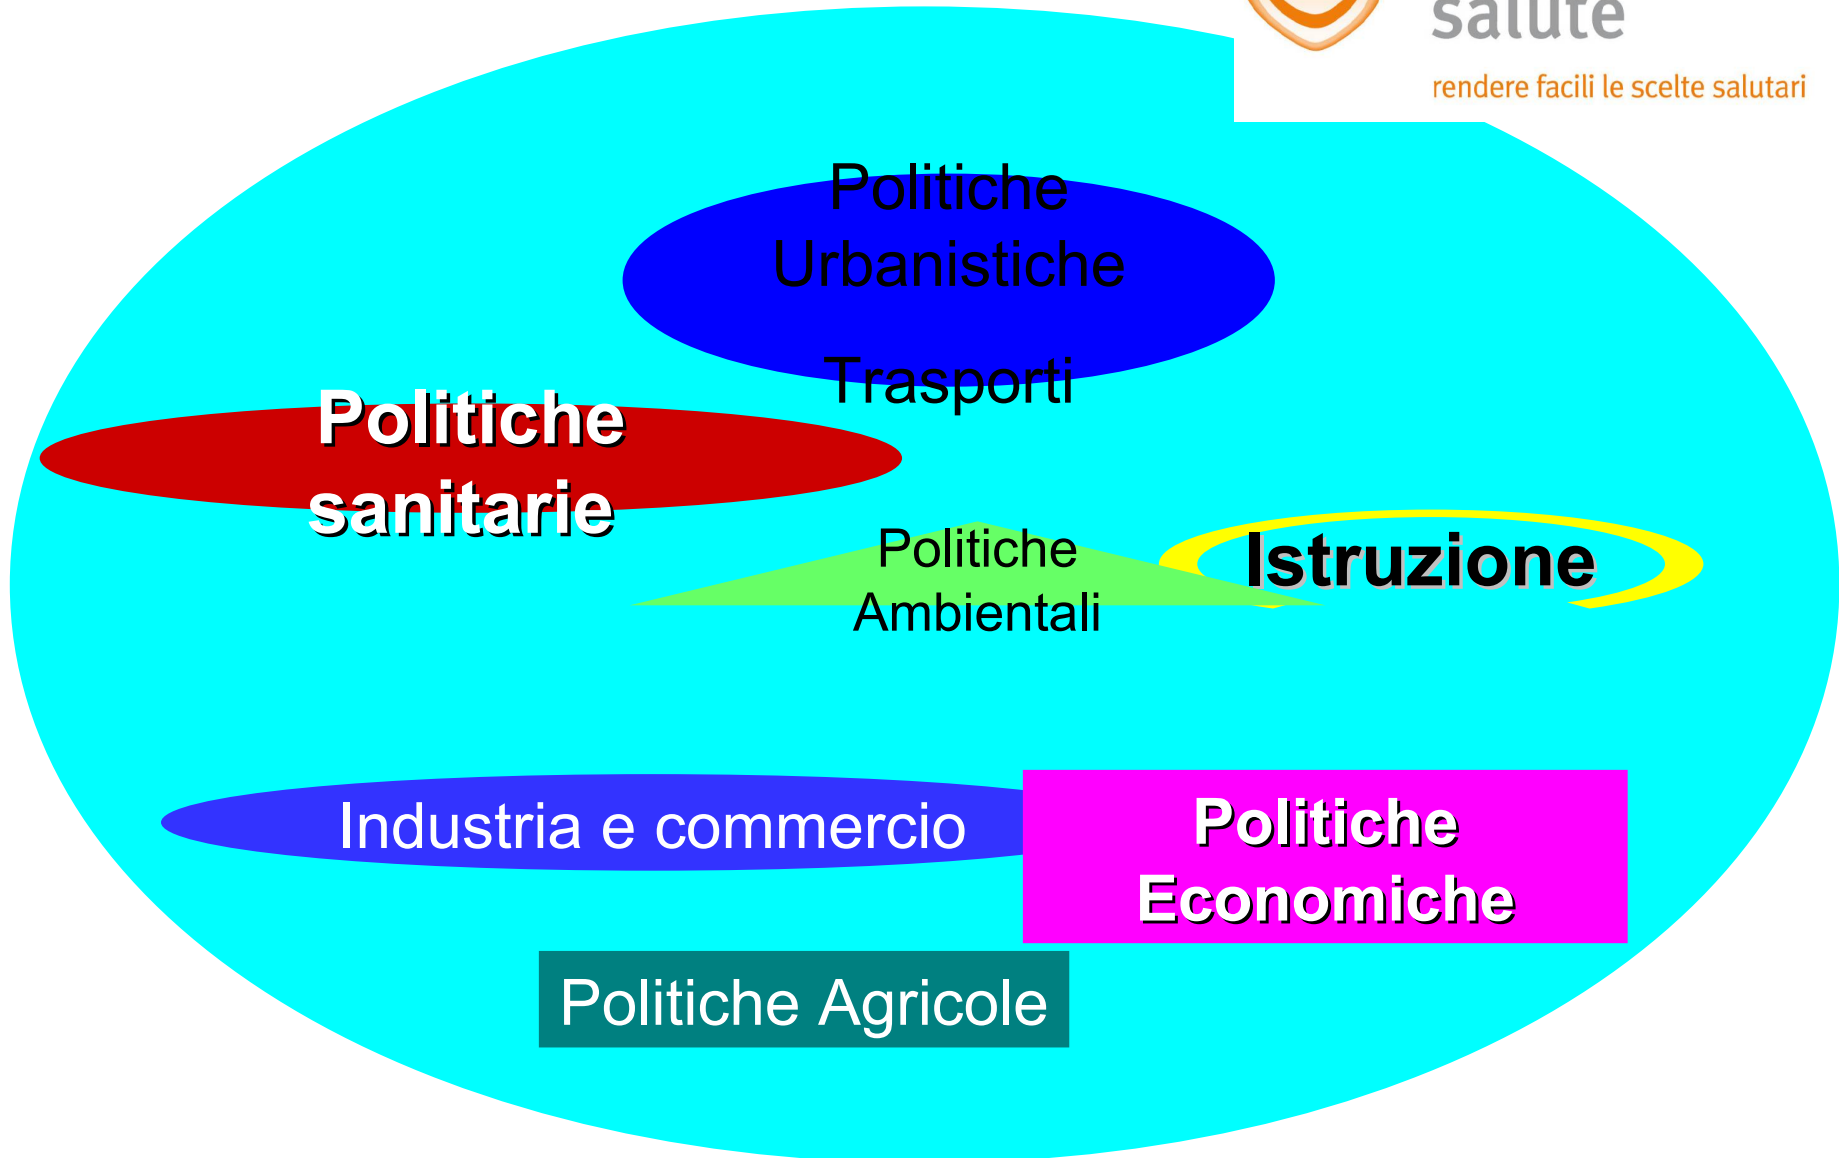 salute
rendere facili le scelte salutari
Politiche
Urbanistiche
Trasporti
Politiche
sanitarie
Politiche
Ambientali
Istruzione
Industria e commercio
Politiche
Economiche
Politiche Agricole